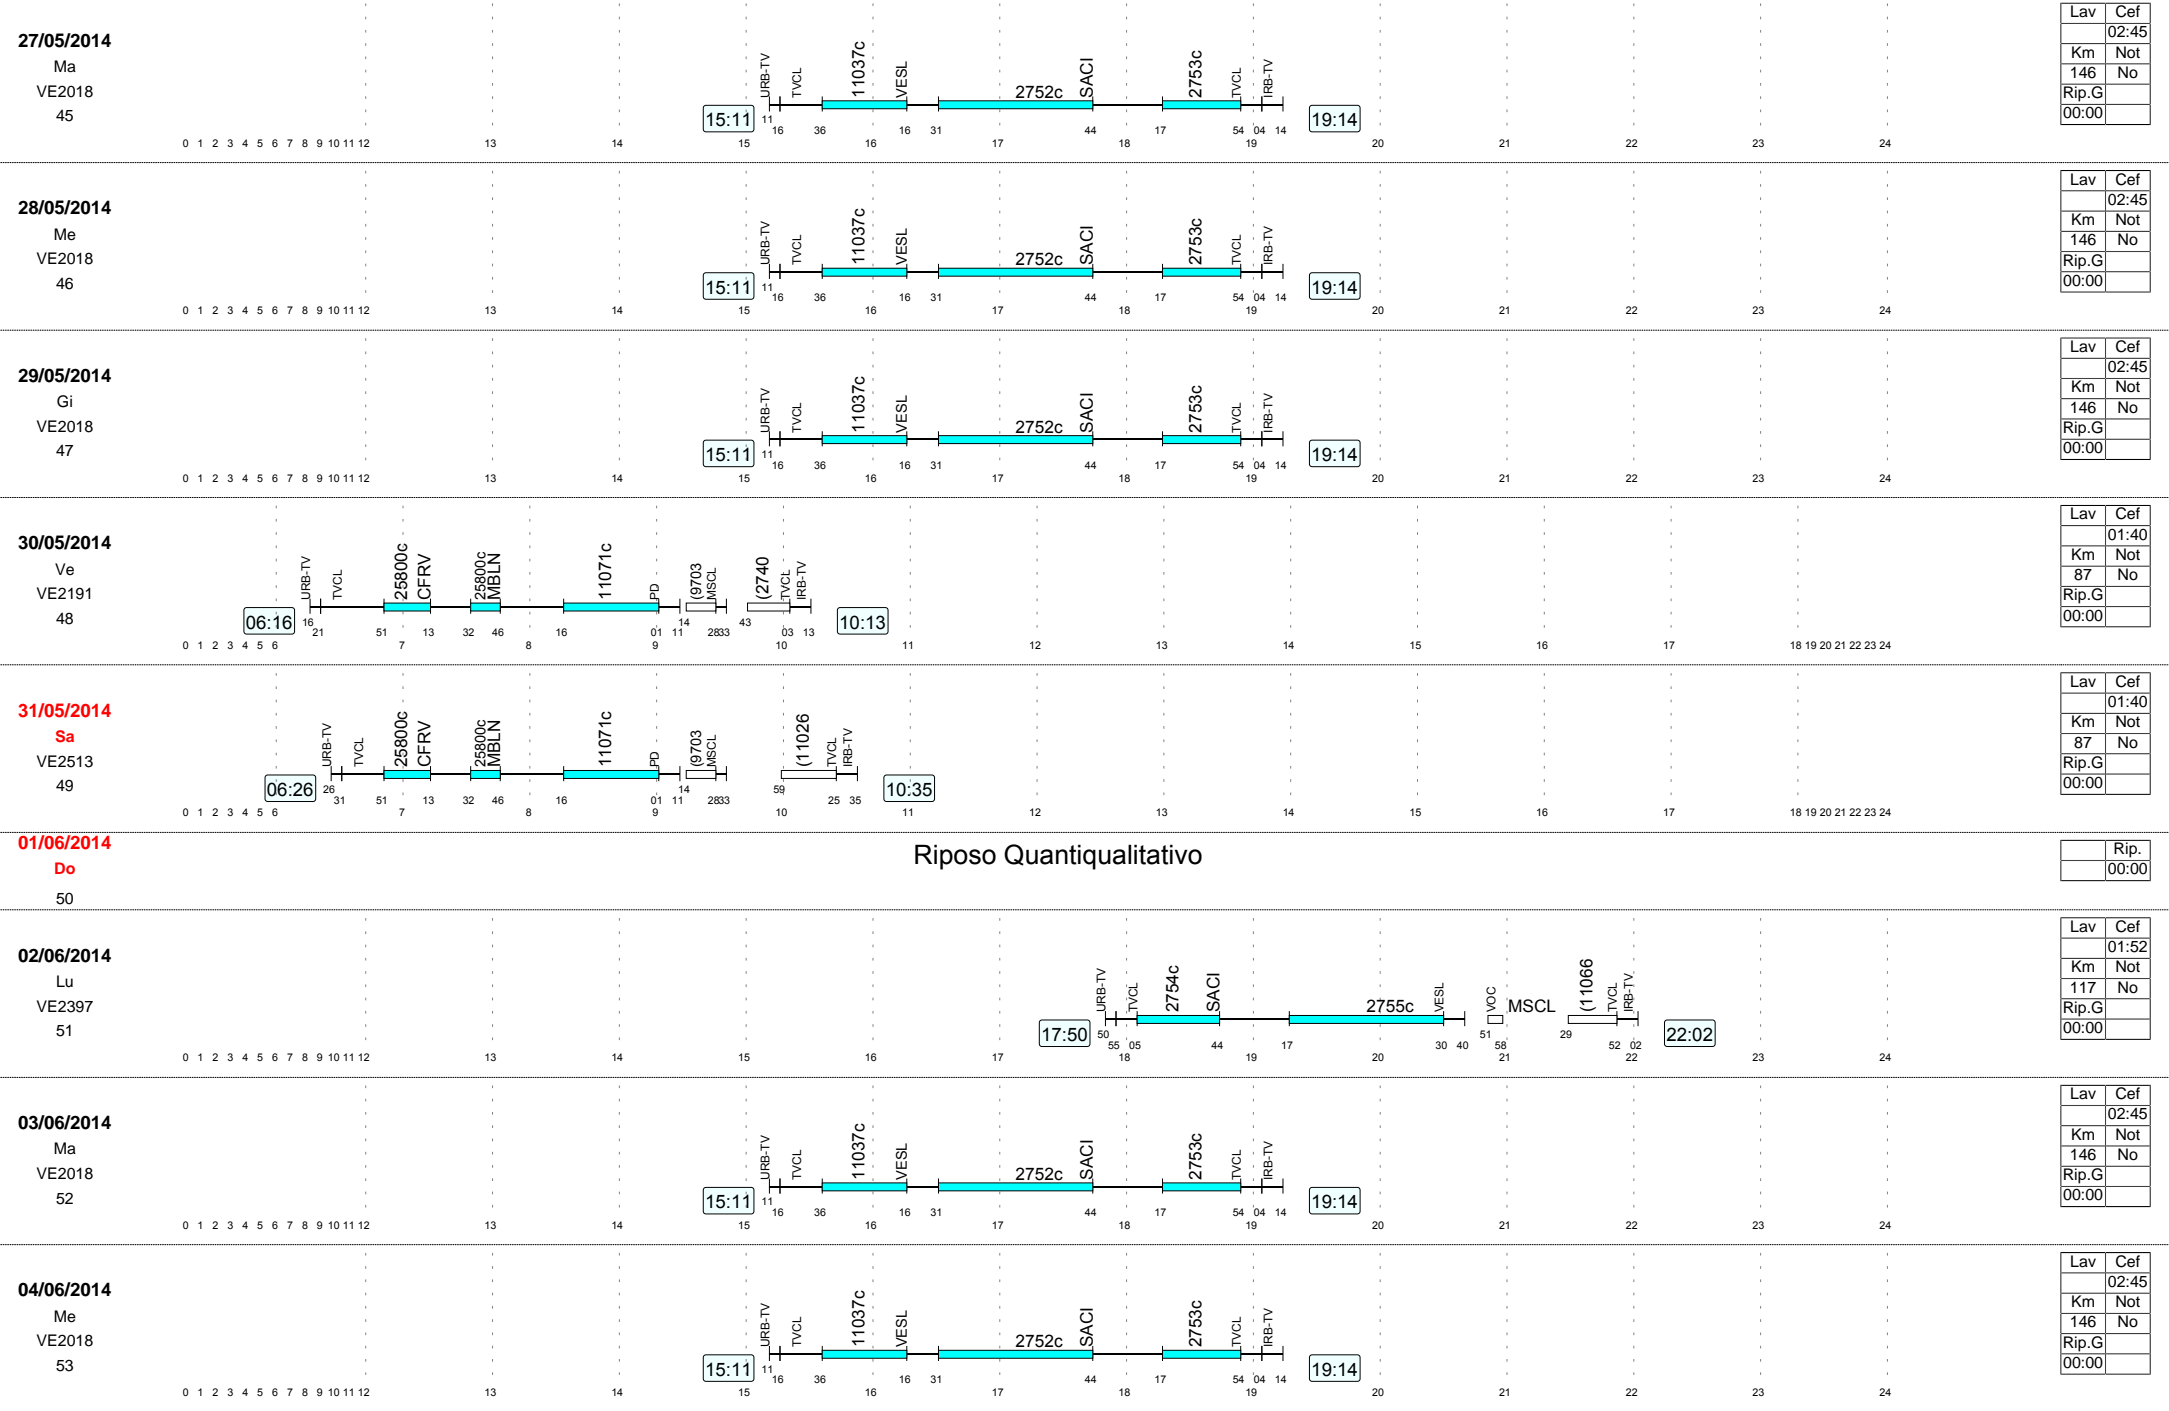 27/05/2014
Ma
VE2018
45
15:11
URB-TV TVCL 11037c VESL 2752c SACI 2753c TVCL IRB-TV
19:14
11 16 36 16 31 44 17 54 04 14
0 1 2 3 4 5 6 7 8 9 10 11 12 13 14 15 16 17 18 19 20 21 22 23 24
Lav Cef
02:45
Km Not
146 No
Rip.G
00:00
28/05/2014
Me
VE2018
46
15:11
URB-TV TVCL 11037c VESL 2752c SACI 2753c TVCL IRB-TV
19:14
11 16 36 16 31 44 17 54 04 14
0 1 2 3 4 5 6 7 8 9 10 11 12 13 14 15 16 17 18 19 20 21 22 23 24
Lav Cef
02:45
Km Not
146 No
Rip.G
00:00
29/05/2014
Gi
VE2018
47
15:11
URB-TV TVCL 11037c VESL 2752c SACI 2753c TVCL IRB-TV
19:14
11 16 36 16 31 44 17 54 04 14
0 1 2 3 4 5 6 7 8 9 10 11 12 13 14 15 16 17 18 19 20 21 22 23 24
Lav Cef
02:45
Km Not
146 No
Rip.G
00:00
30/05/2014
Ve
VE2191
48
06:16
URB-TV TVCL 25800c CFRV 25800c MBLN 11071c PD (9703 MSCL (2740 TVCL IRB-TV
10:13
16 21 51 13 32 46 16 01 11 14 28 33 43 03 13
0 1 2 3 4 5 6 7 8 9 10 11 12 13 14 15 16 17 18 19 20 21 22 23 24
Lav Cef
01:40
Km Not
87 No
Rip.G
00:00
31/05/2014
Sa
VE2513
49
06:26
URB-TV TVCL 25800c CFRV 25800c MBLN 11071c PD (9703 MSCL (11026 TVCL IRB-TV
10:35
26 31 51 13 32 46 16 01 11 14 28 33 59 25 35
0 1 2 3 4 5 6 7 8 9 10 11 12 13 14 15 16 17 18 19 20 21 22 23 24
Lav Cef
01:40
Km Not
87 No
Rip.G
00:00
01/06/2014
Do
50
Riposo Quantiqualitativo
Rip.
00:00
02/06/2014
Lu
VE2397
51
17:50
URB-TV TVCL 2754c SACI 2755c VESL VOC MSCL (11066 TVCL IRB-TV
22:02
50 55 05 44 17 30 40 51 58 29 52 02
0 1 2 3 4 5 6 7 8 9 10 11 12 13 14 15 16 17 18 19 20 21 22 23 24
Lav Cef
01:52
Km Not
117 No
Rip.G
00:00
03/06/2014
Ma
VE2018
52
15:11
URB-TV TVCL 11037c VESL 2752c SACI 2753c TVCL IRB-TV
19:14
11 16 36 16 31 44 17 54 04 14
0 1 2 3 4 5 6 7 8 9 10 11 12 13 14 15 16 17 18 19 20 21 22 23 24
Lav Cef
02:45
Km Not
146 No
Rip.G
00:00
04/06/2014
Me
VE2018
53
15:11
URB-TV TVCL 11037c VESL 2752c SACI 2753c TVCL IRB-TV
19:14
11 16 36 16 31 44 17 54 04 14
0 1 2 3 4 5 6 7 8 9 10 11 12 13 14 15 16 17 18 19 20 21 22 23 24
Lav Cef
02:45
Km Not
146 No
Rip.G
00:00